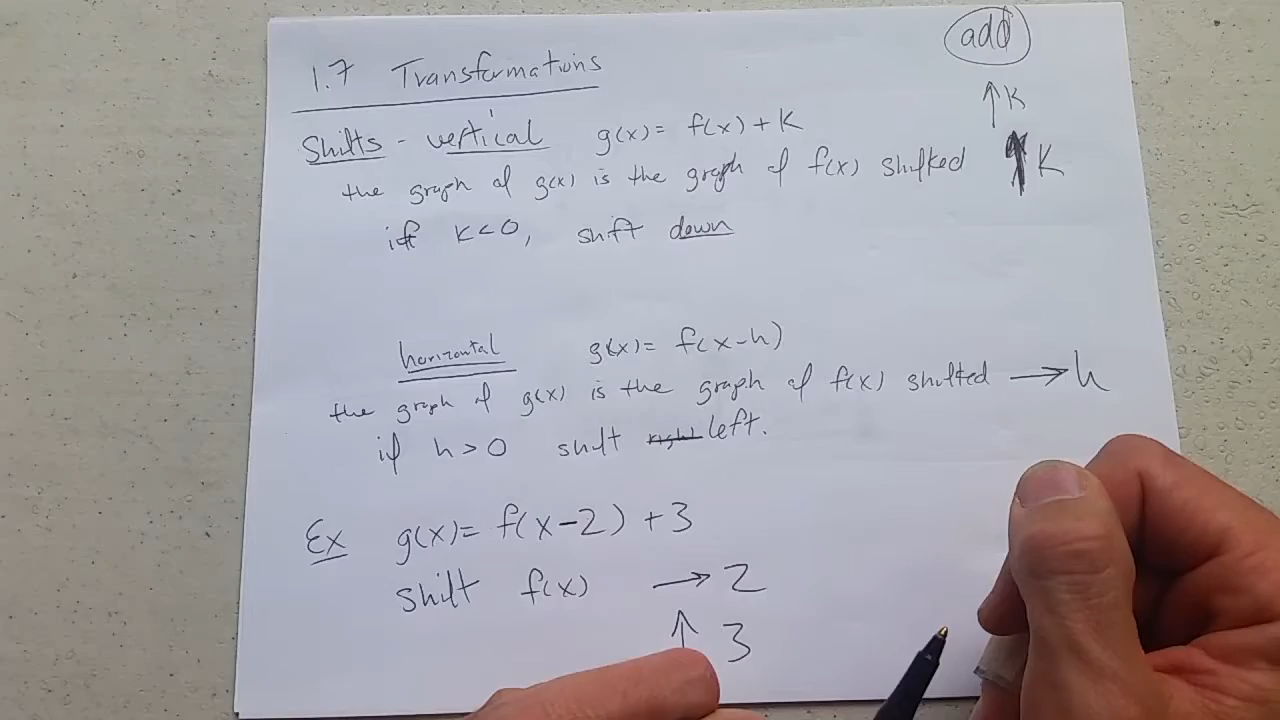 add
1.7 Transformations
↑ K
Shifts - vertical g(x) = f(x) + K
the graph of g(x) is the graph of f(x) shifted ↑ K
if K < 0, shift down
horizontal g(x) = f(x-h)
the graph of g(x) is the graph of f(x) shifted → h
if h > 0 shift right left.
Ex g(x) = f(x-2) + 3
shift f(x) → 2
↑ 3